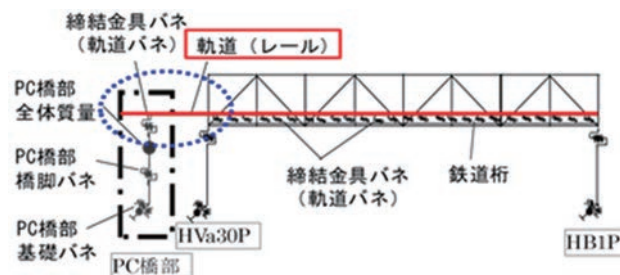 締結金具バネ
(軌道バネ)
軌道(レール)
PC橋部
全体質量
PC橋部
橋脚バネ
PC橋部
基礎バネ
締結金具バネ
(軌道バネ)
鉄道桁
HVa30P
HB1P
PC橋部